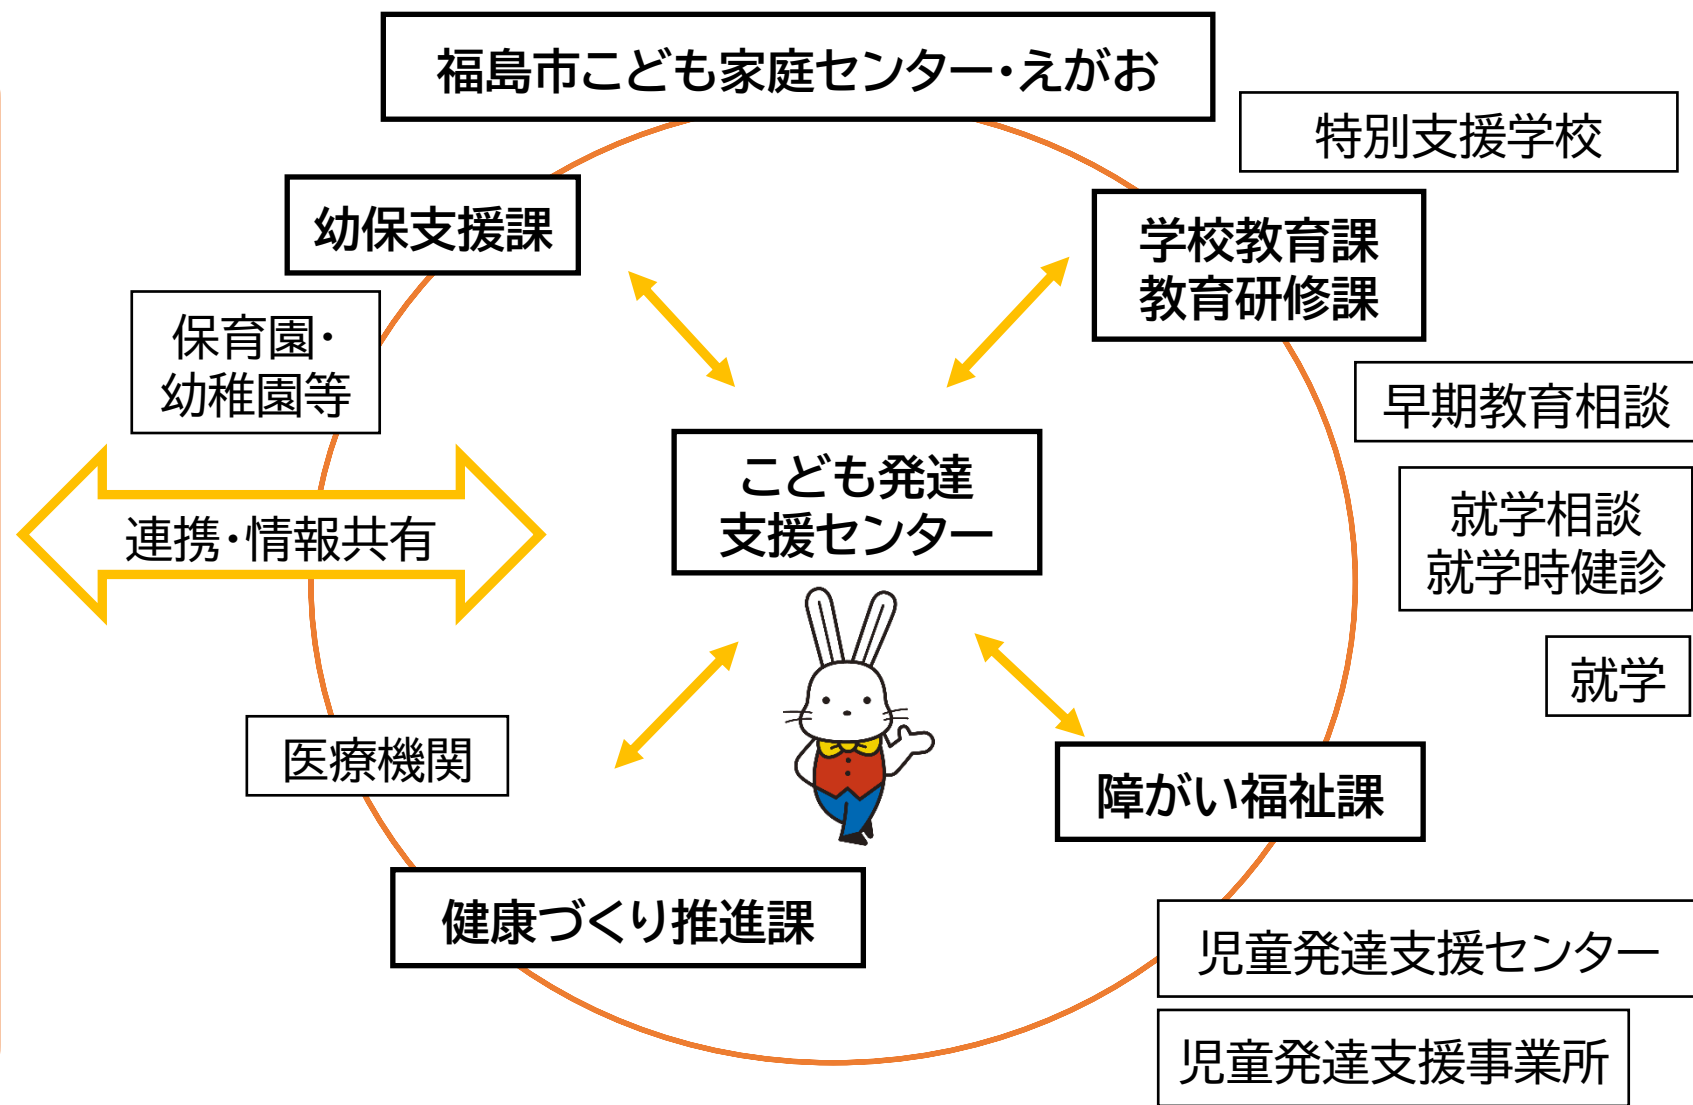 福島市こども家庭センター・えがお
特別支援学校
幼保支援課
学校教育課
教育研修課
保育園・
幼稚園等
早期教育相談
こども発達
支援センター
連携・情報共有
就学相談
就学時健診
就学
医療機関
障がい福祉課
健康づくり推進課
児童発達支援センター
児童発達支援事業所